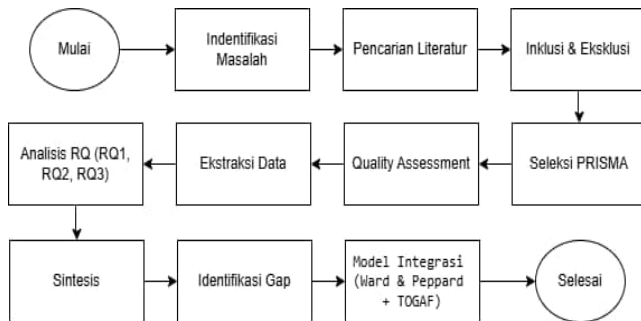 Mulai
Indentifikasi
Masalah
Pencarian Literatur
Inklusi & Eksklusi
Seleksi PRISMA
Quality Assessment
Ekstraksi Data
Analisis RQ (RQ1,
RQ2, RQ3)
Sintesis
Identifikasi Gap
Model Integrasi
(Ward & Peppard
+ TOGAF)
Selesai